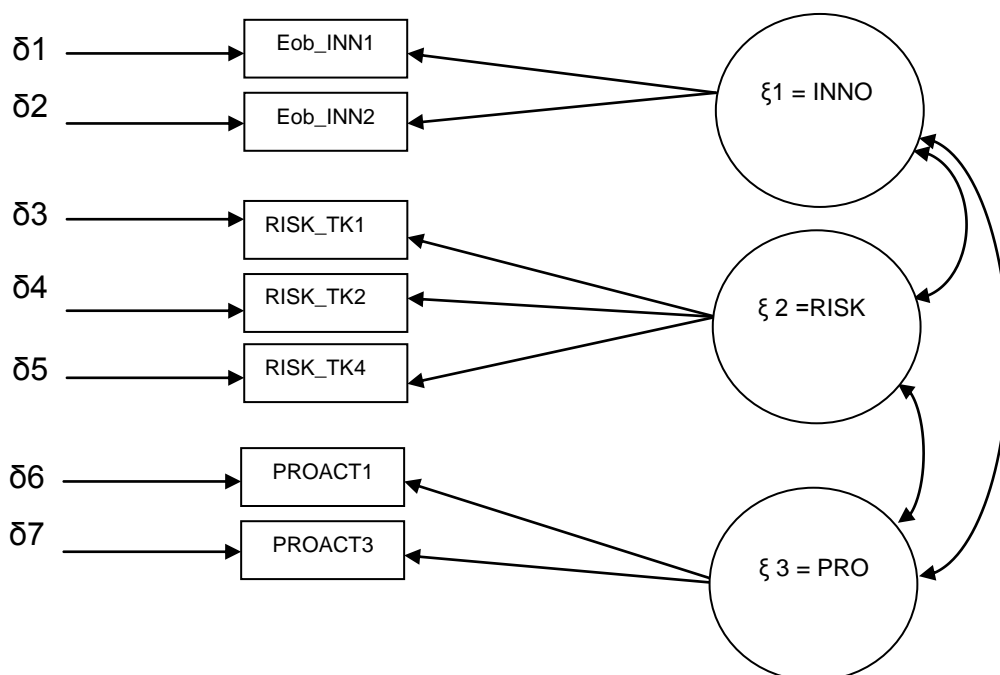 δ1
Eob_INN1
ξ1 = INNO
δ2
Eob_INN2
δ3
RISK_TK1
δ4
RISK_TK2
ξ 2 =RISK
δ5
RISK_TK4
δ6
PROACT1
δ7
PROACT3
ξ 3 = PRO